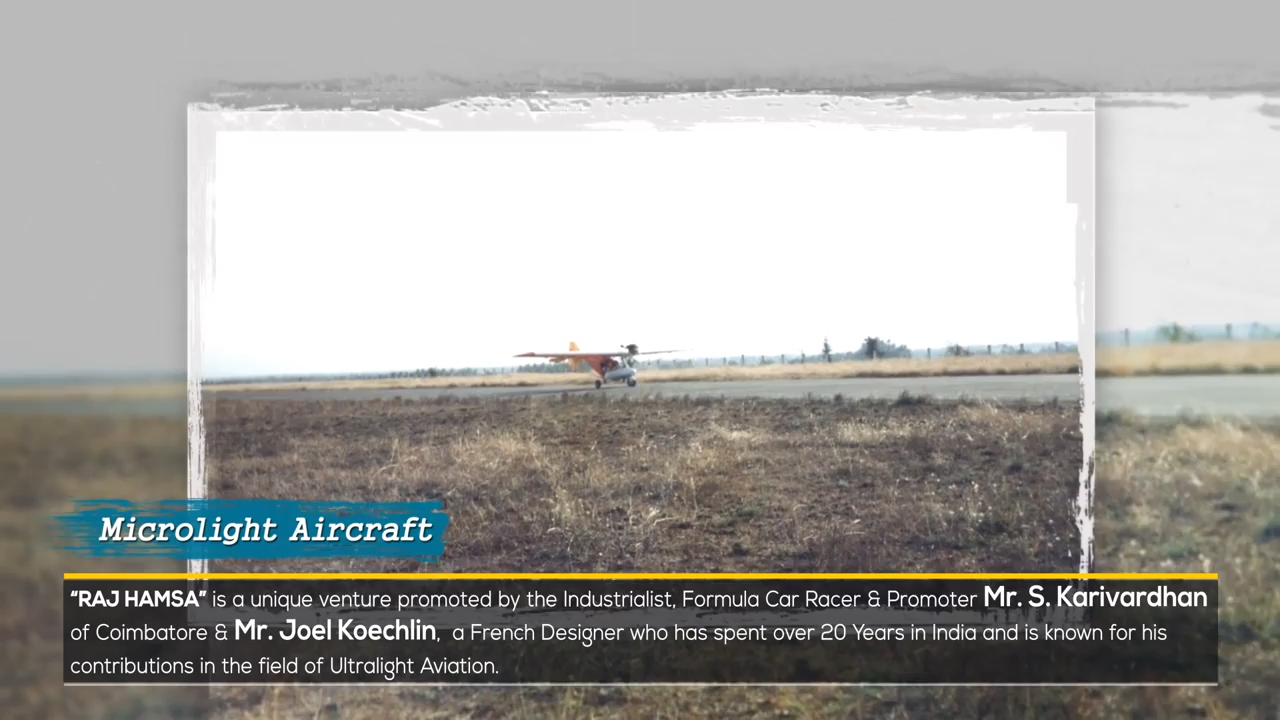 Microlight Aircraft
“RAJ HAMSA” is a unique venture promoted by the Industrialist, Formula Car Racer & Promoter Mr. S. Karivardhan
of Coimbatore & Mr. Joel Koechlin, a French Designer who has spent over 20 Years in India and is known for his
contributions in the field of Ultralight Aviation.